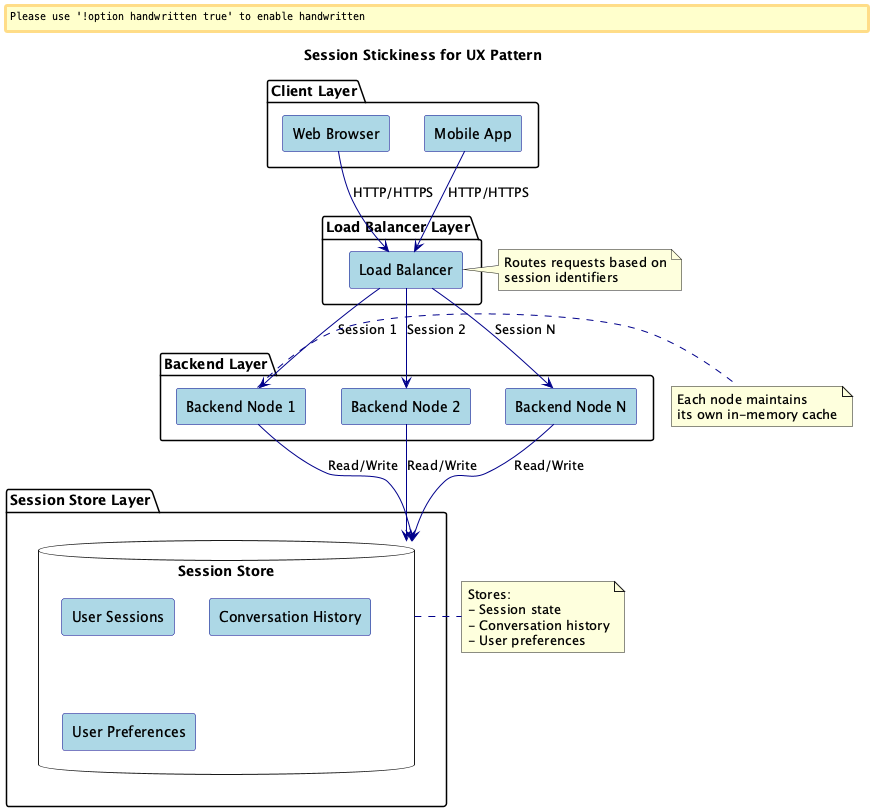 Please use '!option handwritten true' to enable handwritten
Session Stickiness for UX Pattern
Client Layer
Web Browser
Mobile App
HTTP/HTTPS
HTTP/HTTPS
Load Balancer Layer
Load Balancer
Routes requests based on
session identifiers
Session 1
Session 2
Session N
Backend Layer
Backend Node 1
Backend Node 2
Backend Node N
Each node maintains
its own in-memory cache
Read/Write
Read/Write
Read/Write
Session Store Layer
Session Store
User Sessions
Conversation History
User Preferences
Stores:
- Session state
- Conversation history
- User preferences